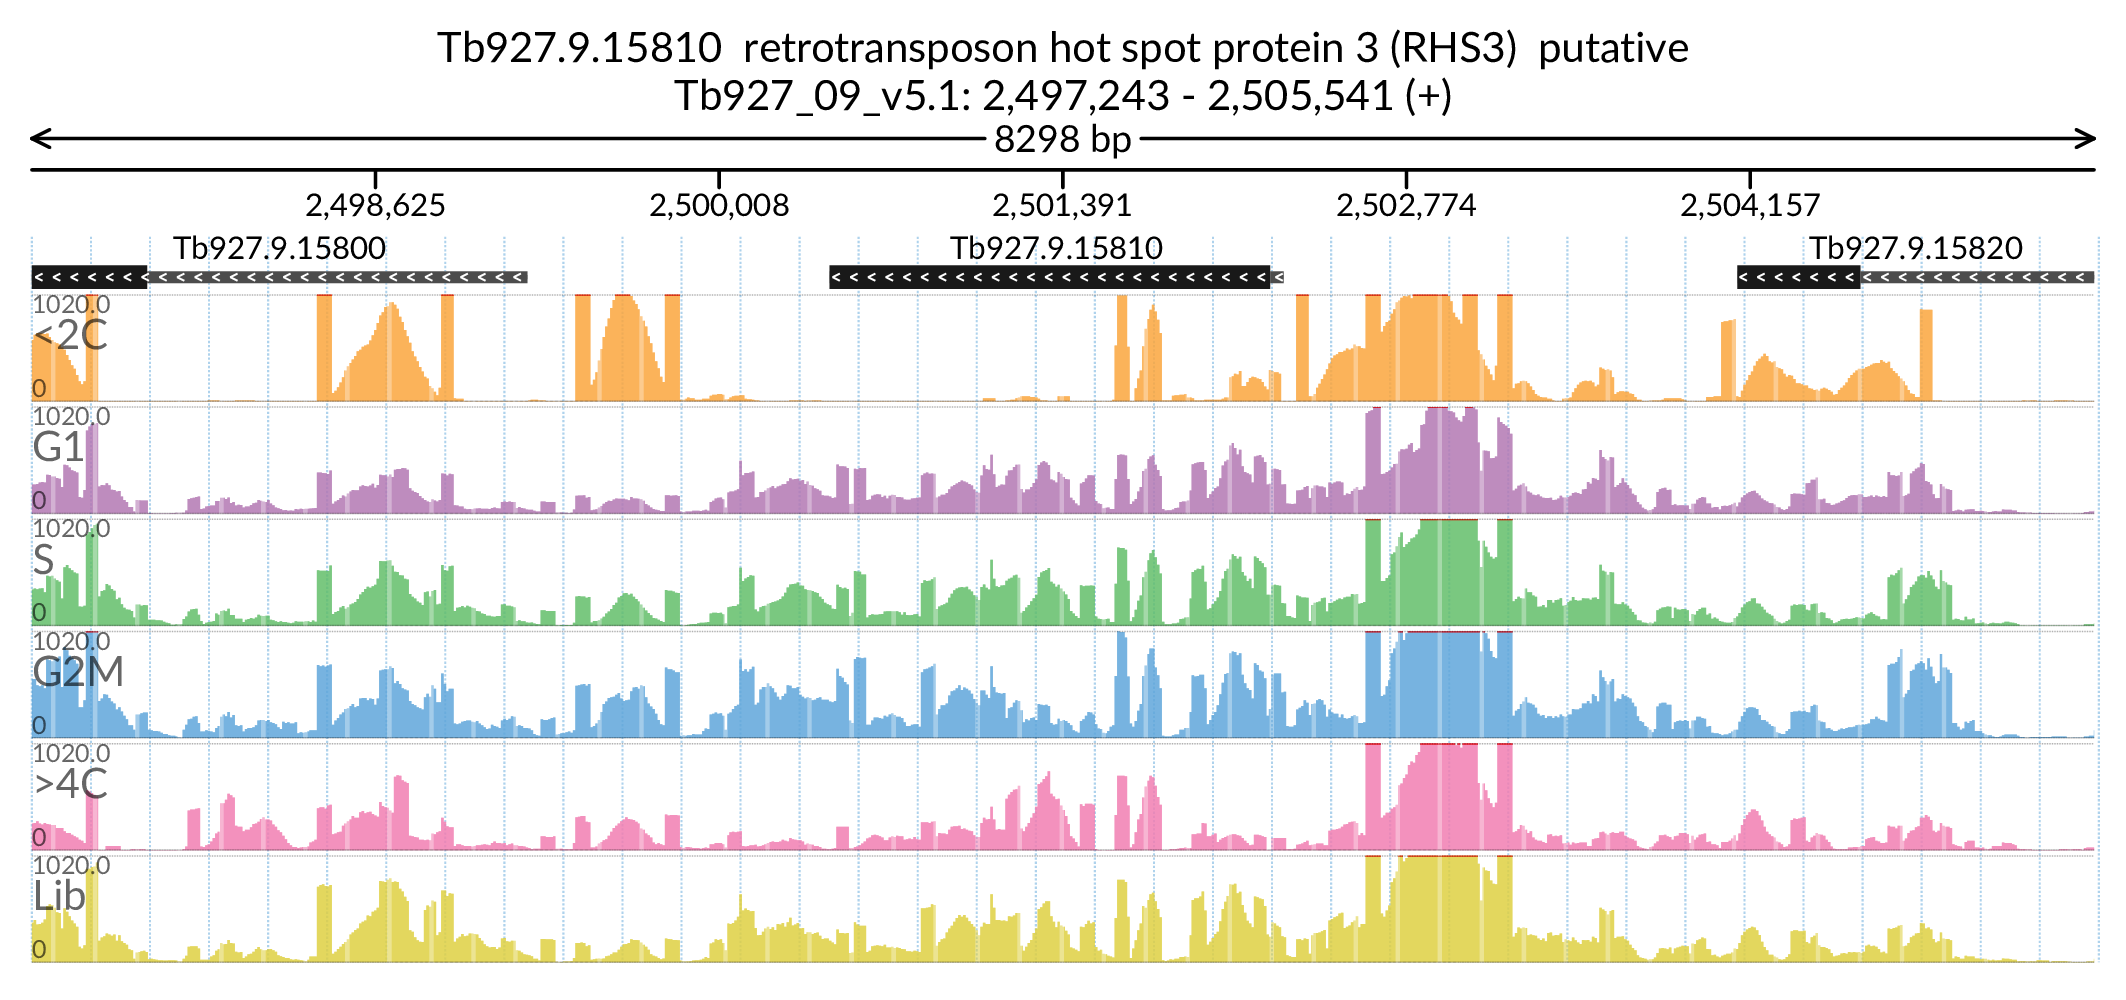 Tb927.9.15810 retrotransposon hot spot protein 3 (RHS3) putative
Tb927_09_v5.1: 2,497,243 - 2,505,541 (+)
8298 bp
2,498,625 2,500,008 2,501,391 2,502,774 2,504,157
Tb927.9.15800 Tb927.9.15810 Tb927.9.15820
1020.0
<2C
0
1020.0
G1
0
1020.0
S
0
1020.0
G2M
0
1020.0
>4C
0
1020.0
Lib
0